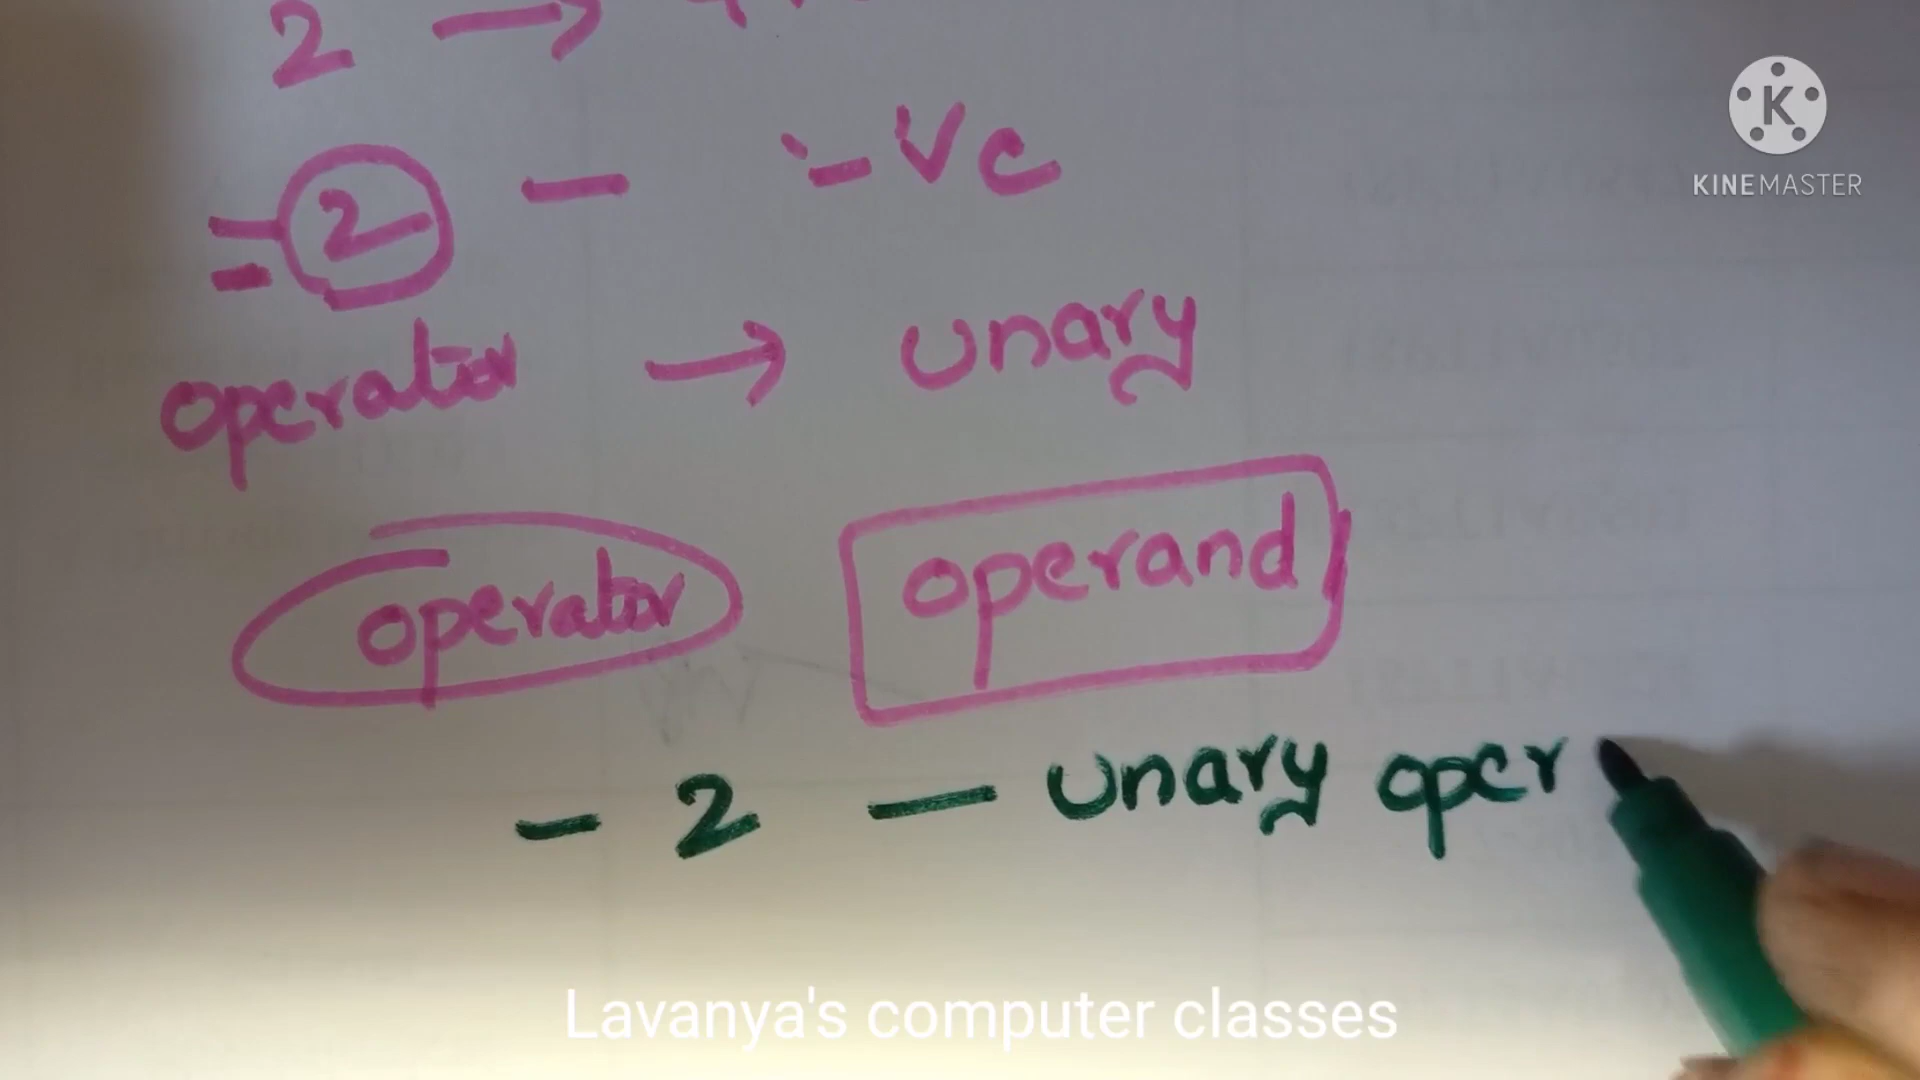 2 →
KINEMASTER
-2 - -Ve
operator → unary
operator operand
- 2 - unary oper
Lavanya's computer classes